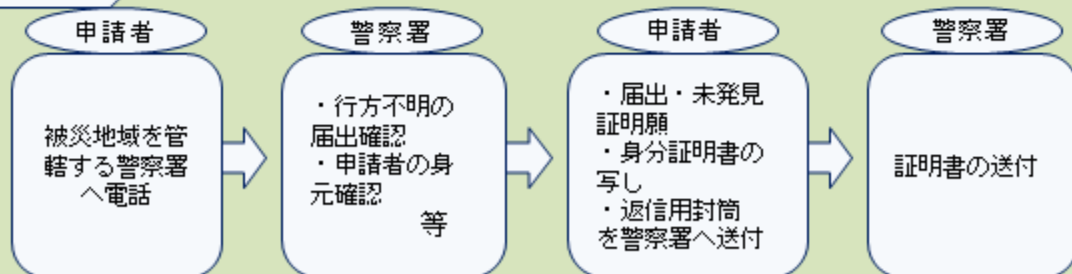 申請者
被災地域を管
轄する警察署
へ電話
警察署
・行方不明の
届出確認
・申請者の身
元確認
等
申請者
・届出・未発見
証明願
・身分証明書の
写し
・返信用封筒
を警察署へ送付
警察署
証明書の送付